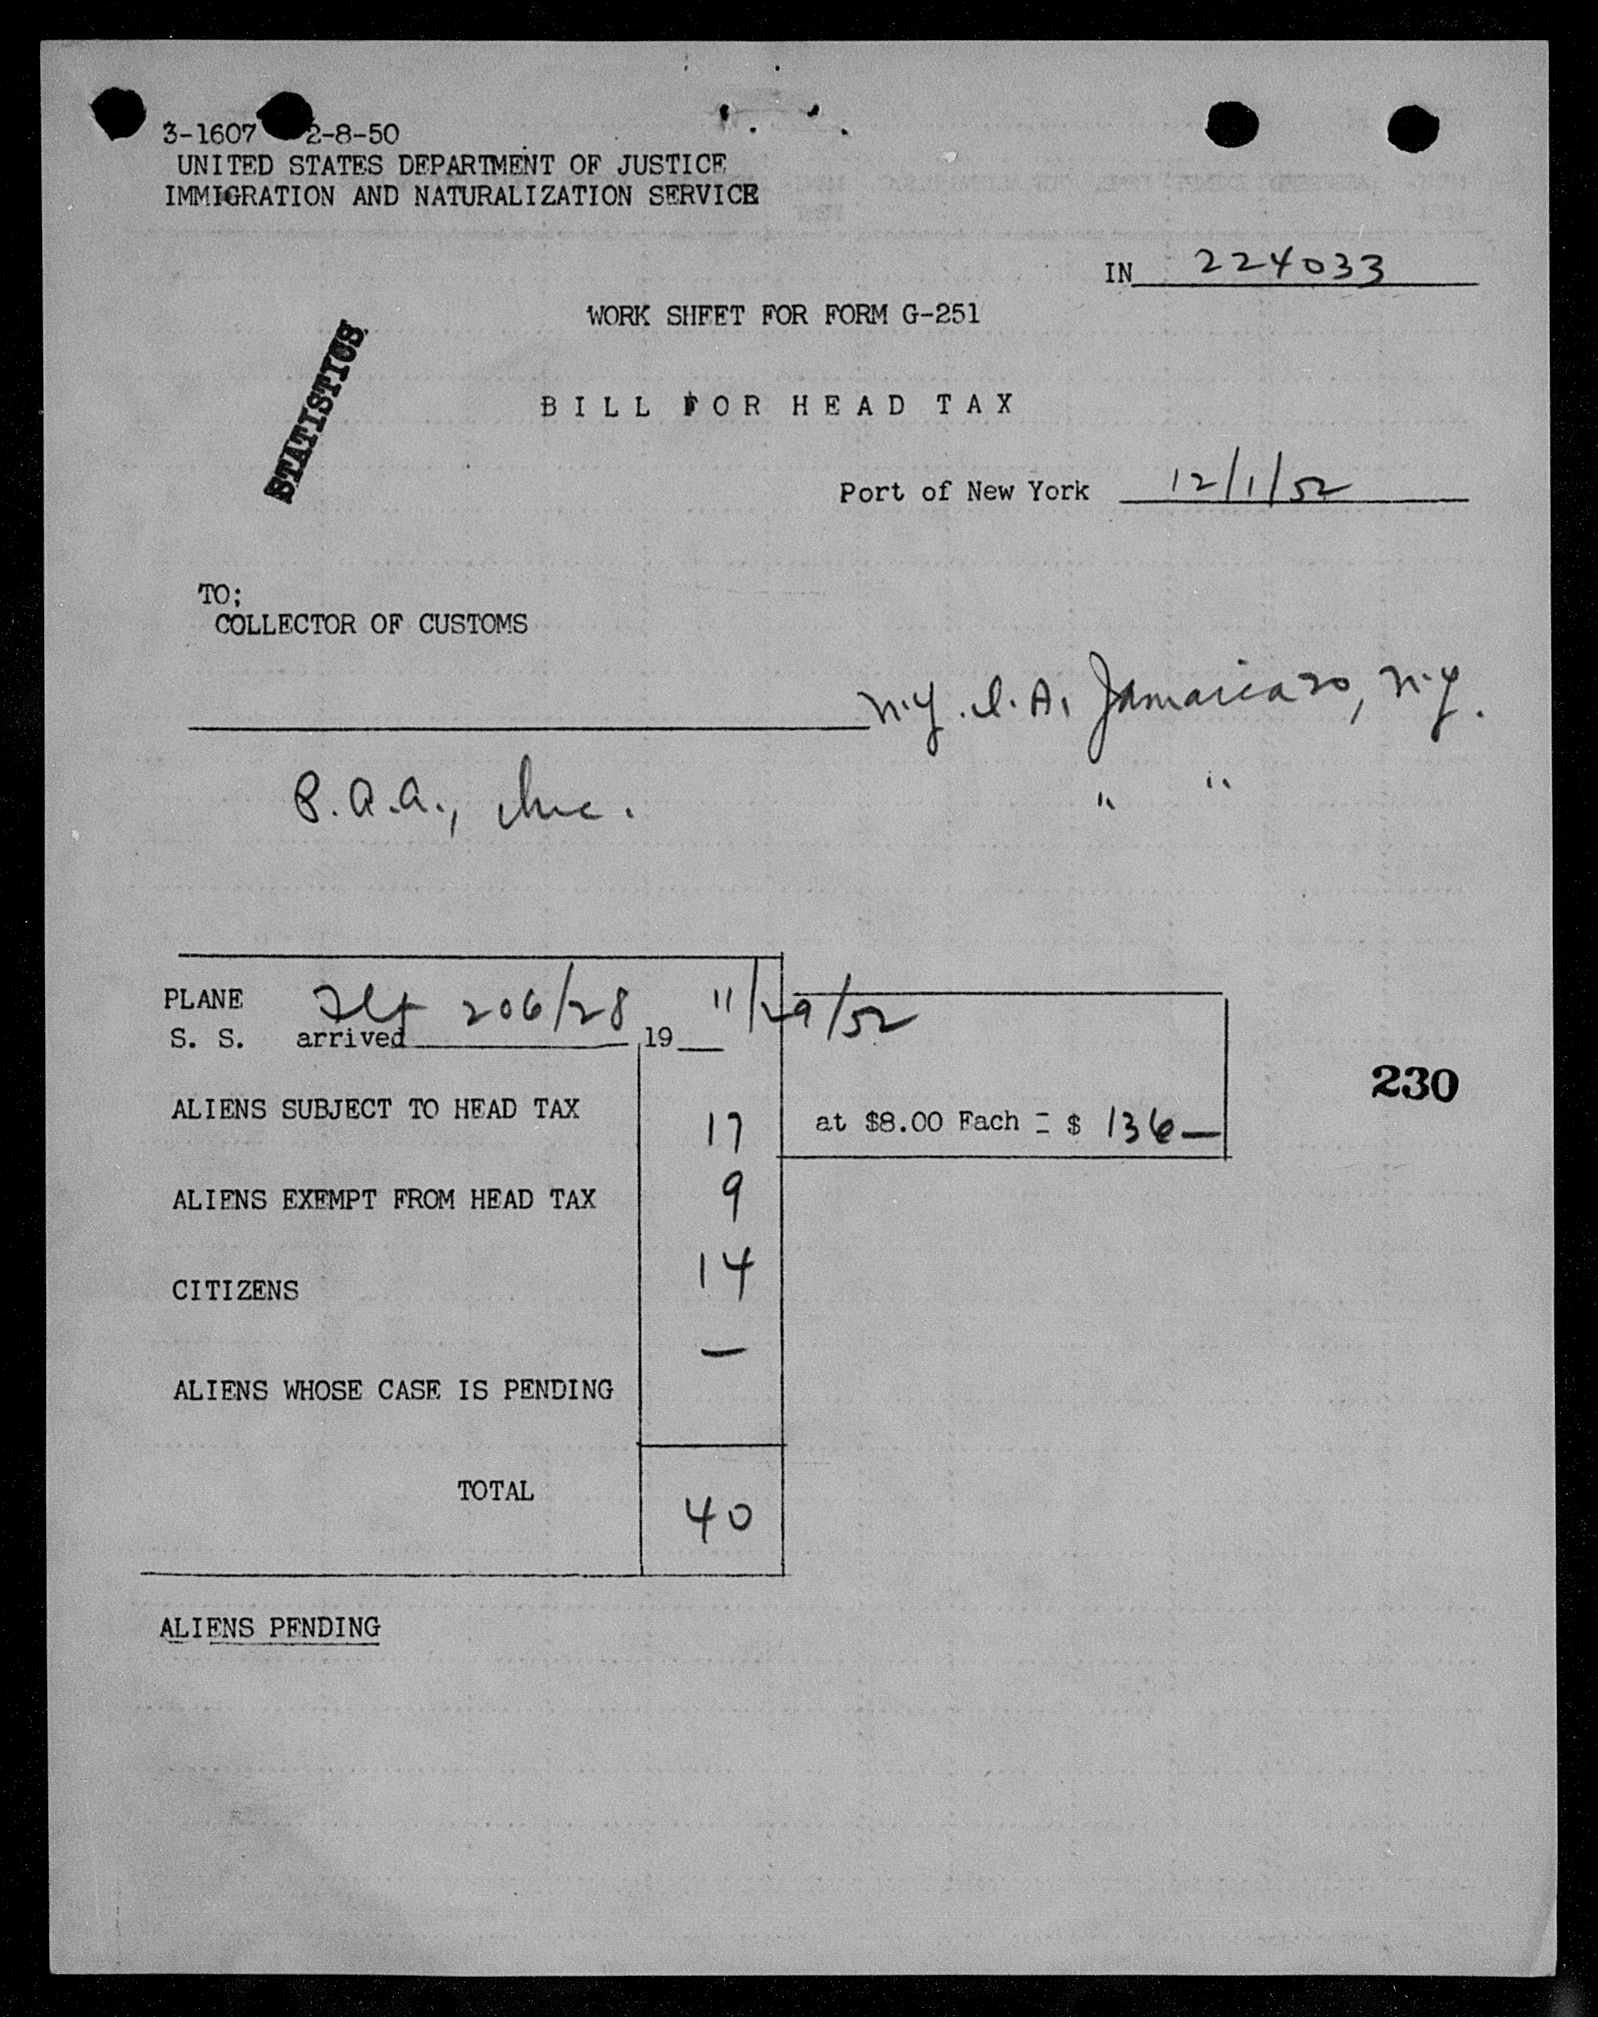 3-1607 2-8-50
UNITED STATES DEPARTMENT OF JUSTICE
IMMIGRATION AND NATURALIZATION SERVICE
IN 224033
WORK SHEET FOR FORM G-251
STATISTICS
BILL FOR HEAD TAX
Port of New York 12/1/52
TO;
COLLECTOR OF CUSTOMS
N.Y. I. A. Jamaica 30, N.Y.
P.A.A., Inc. " "
PLANE Flt 206/28 11/29/52
S. S. arrived 19
230
ALIENS SUBJECT TO HEAD TAX 17 at $8.00 Each = $ 136—
ALIENS EXEMPT FROM HEAD TAX 9
CITIZENS 14
ALIENS WHOSE CASE IS PENDING —
TOTAL 40
ALIENS PENDING